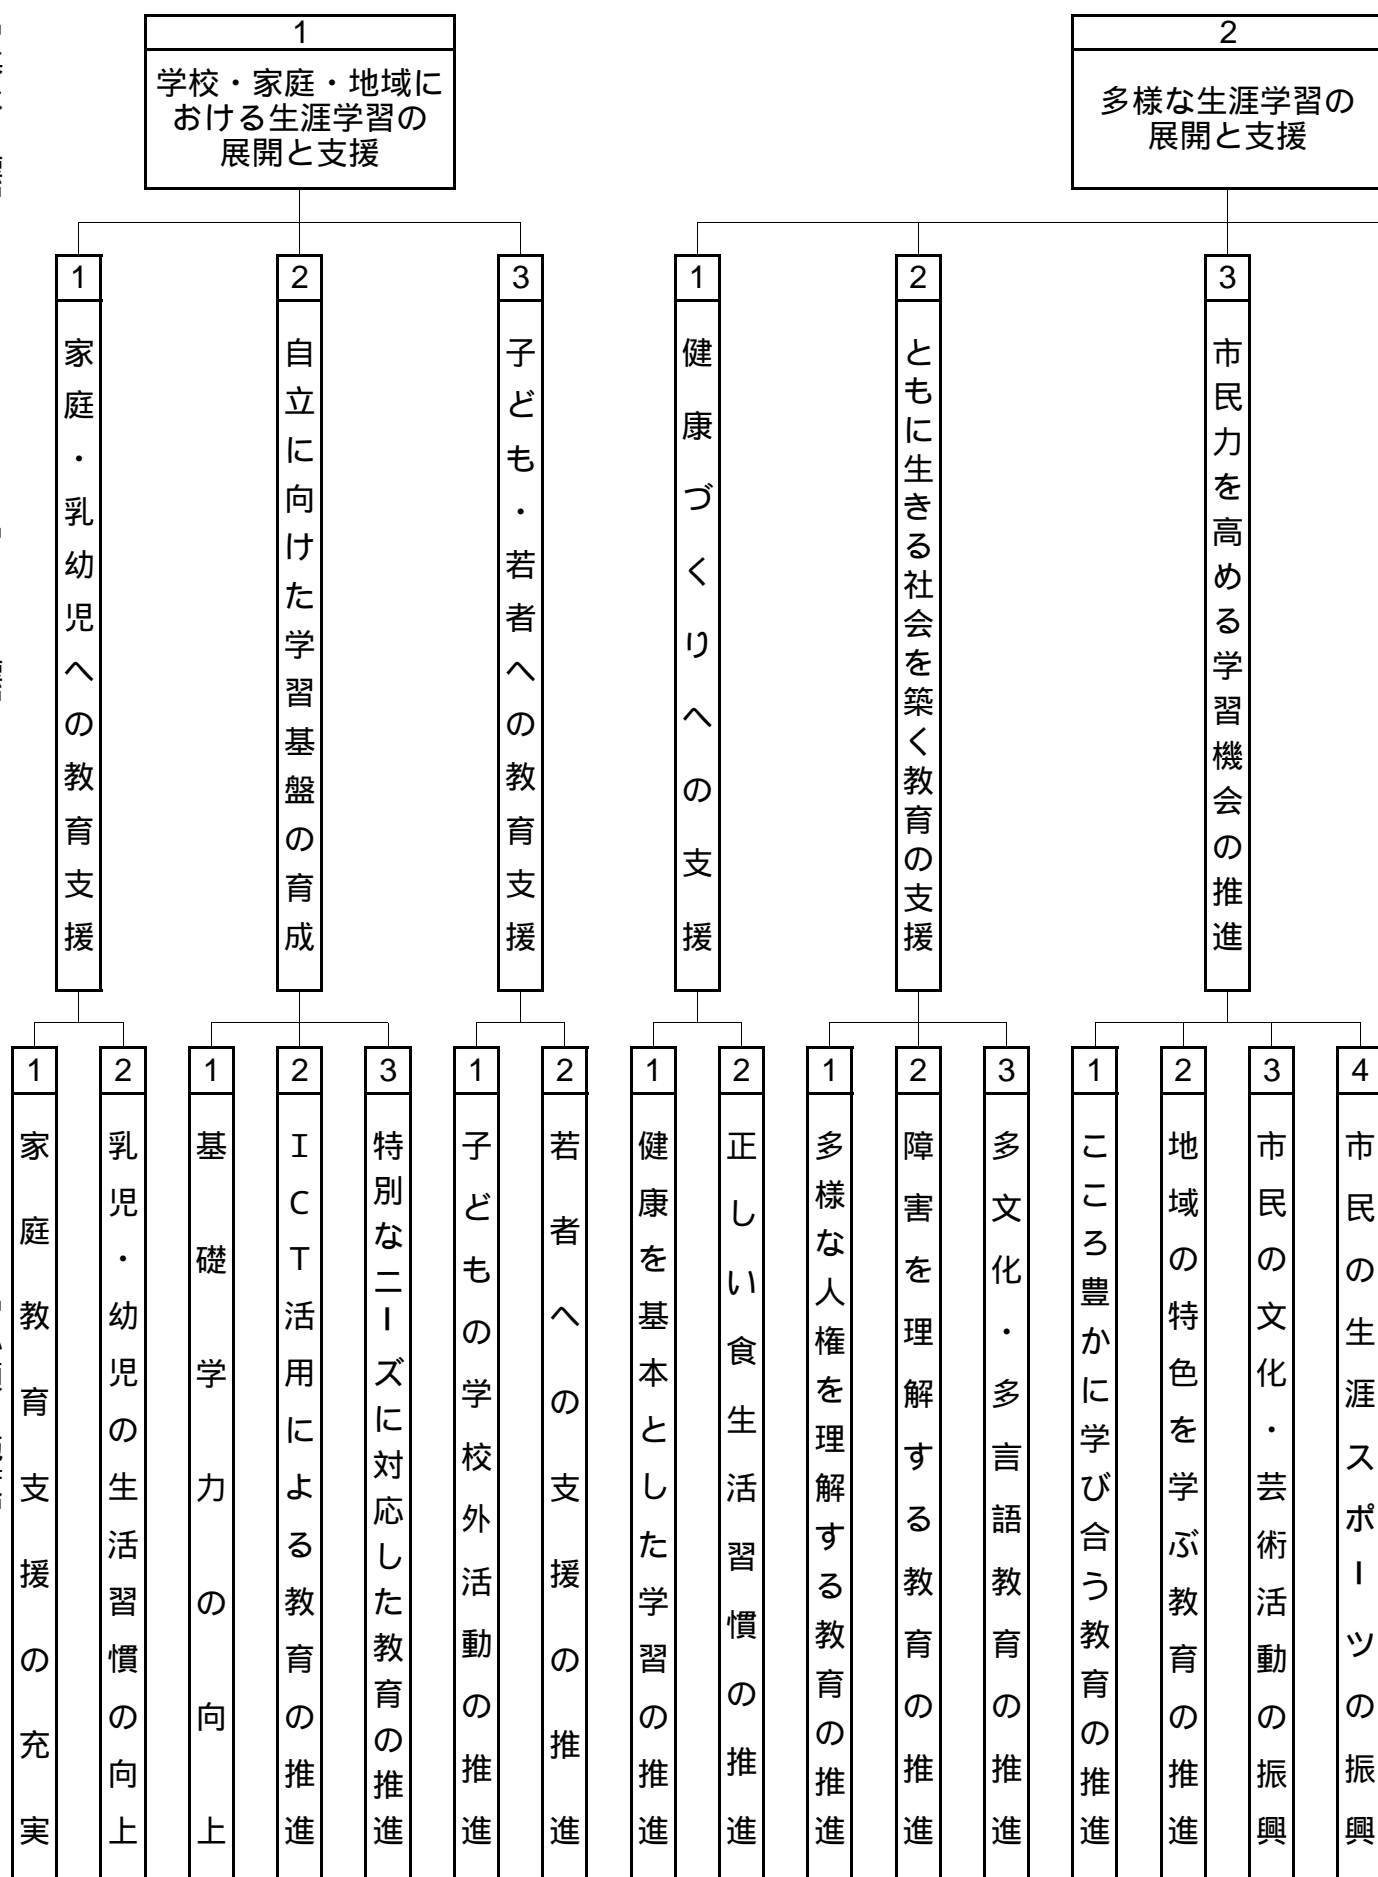 1
学校・家庭・地域に
おける生涯学習の
展開と支援
2
多様な生涯学習の
展開と支援
1
家庭・乳幼児への教育支援
2
自立に向けた学習基盤の育成
3
子ども・若者への教育支援
1
健康づくりへの支援
2
ともに生きる社会を築く教育の支援
3
市民力を高める学習機会の推進
1
家庭教育支援の充実
2
乳児・幼児の生活習慣の向上
1
基礎学力の向上
2
ICT活用による教育の推進
3
特別なニーズに対応した教育の推進
1
子どもの学校外活動の推進
2
若者への支援の推進
1
健康を基本とした学習の推進
2
正しい食生活習慣の推進
1
多様な人権を理解する教育の推進
2
障害を理解する教育の推進
3
多文化・多言語教育の推進
1
こころ豊かに学び合う教育の推進
2
地域の特色を学ぶ教育の推進
3
市民の文化・芸術活動の振興
4
市民の生涯スポーツの振興